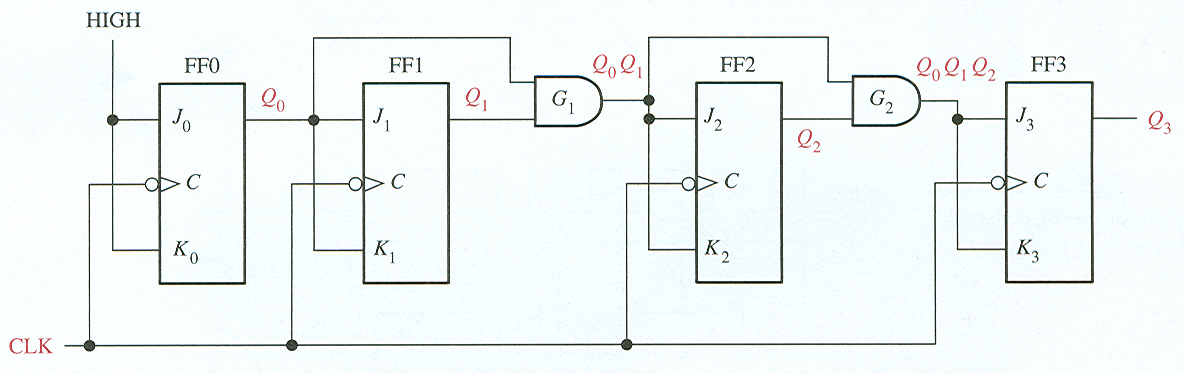 HIGH
FF0
FF1
FF2
FF3
Q₀
Q₁
Q₀ Q₁
Q₂
Q₀ Q₁ Q₂
Q₃
G₁
G₂
J₀
J₁
J₂
J₃
C
C
C
C
K₀
K₁
K₂
K₃
CLK